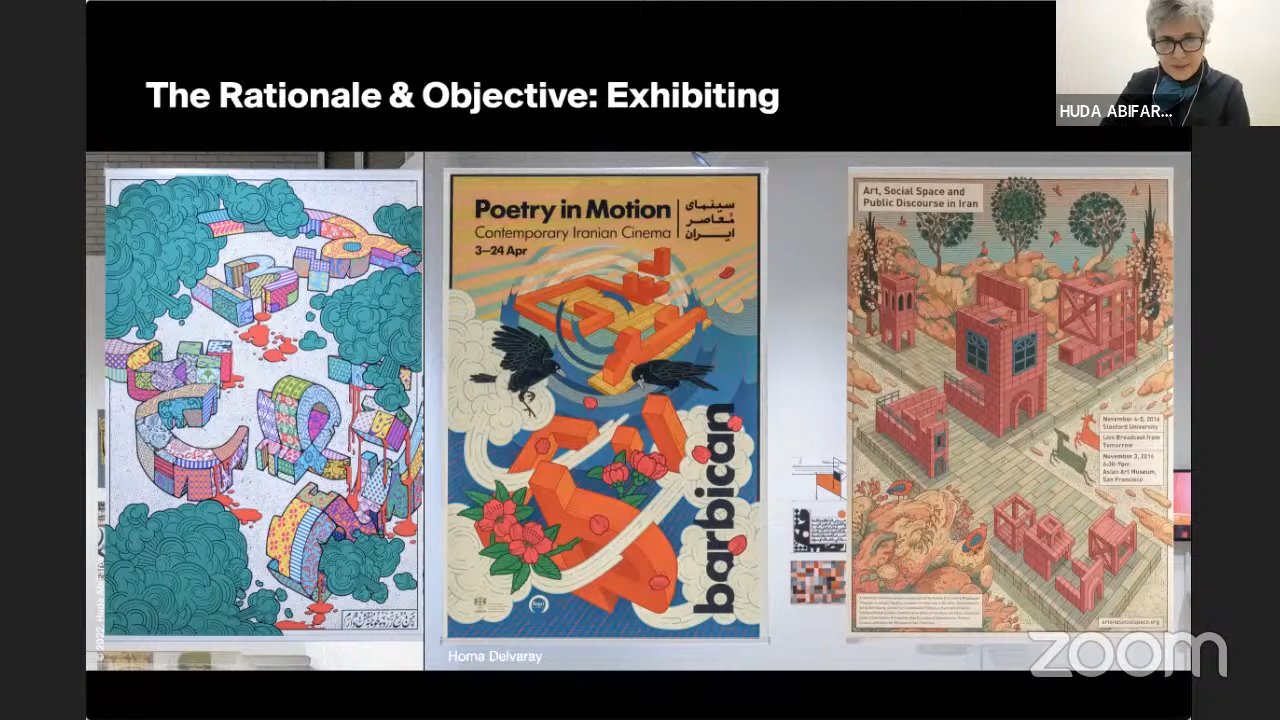 The Rationale & Objective: Exhibiting
HUDA ABIFAR...
Poetry in Motion
Contemporary Iranian Cinema
3–24 Apr
سینمای
معاصر
ایران
barbican
Art, Social Space and
Public Discourse in Iran
November 4-5, 2016
Stanford University
Live Broadcast from
Tomorrow
November 3, 2016
6:30-9pm
Asian Art Museum,
San Francisco
artandsocialspace.org
Homa Delvaray
zoom